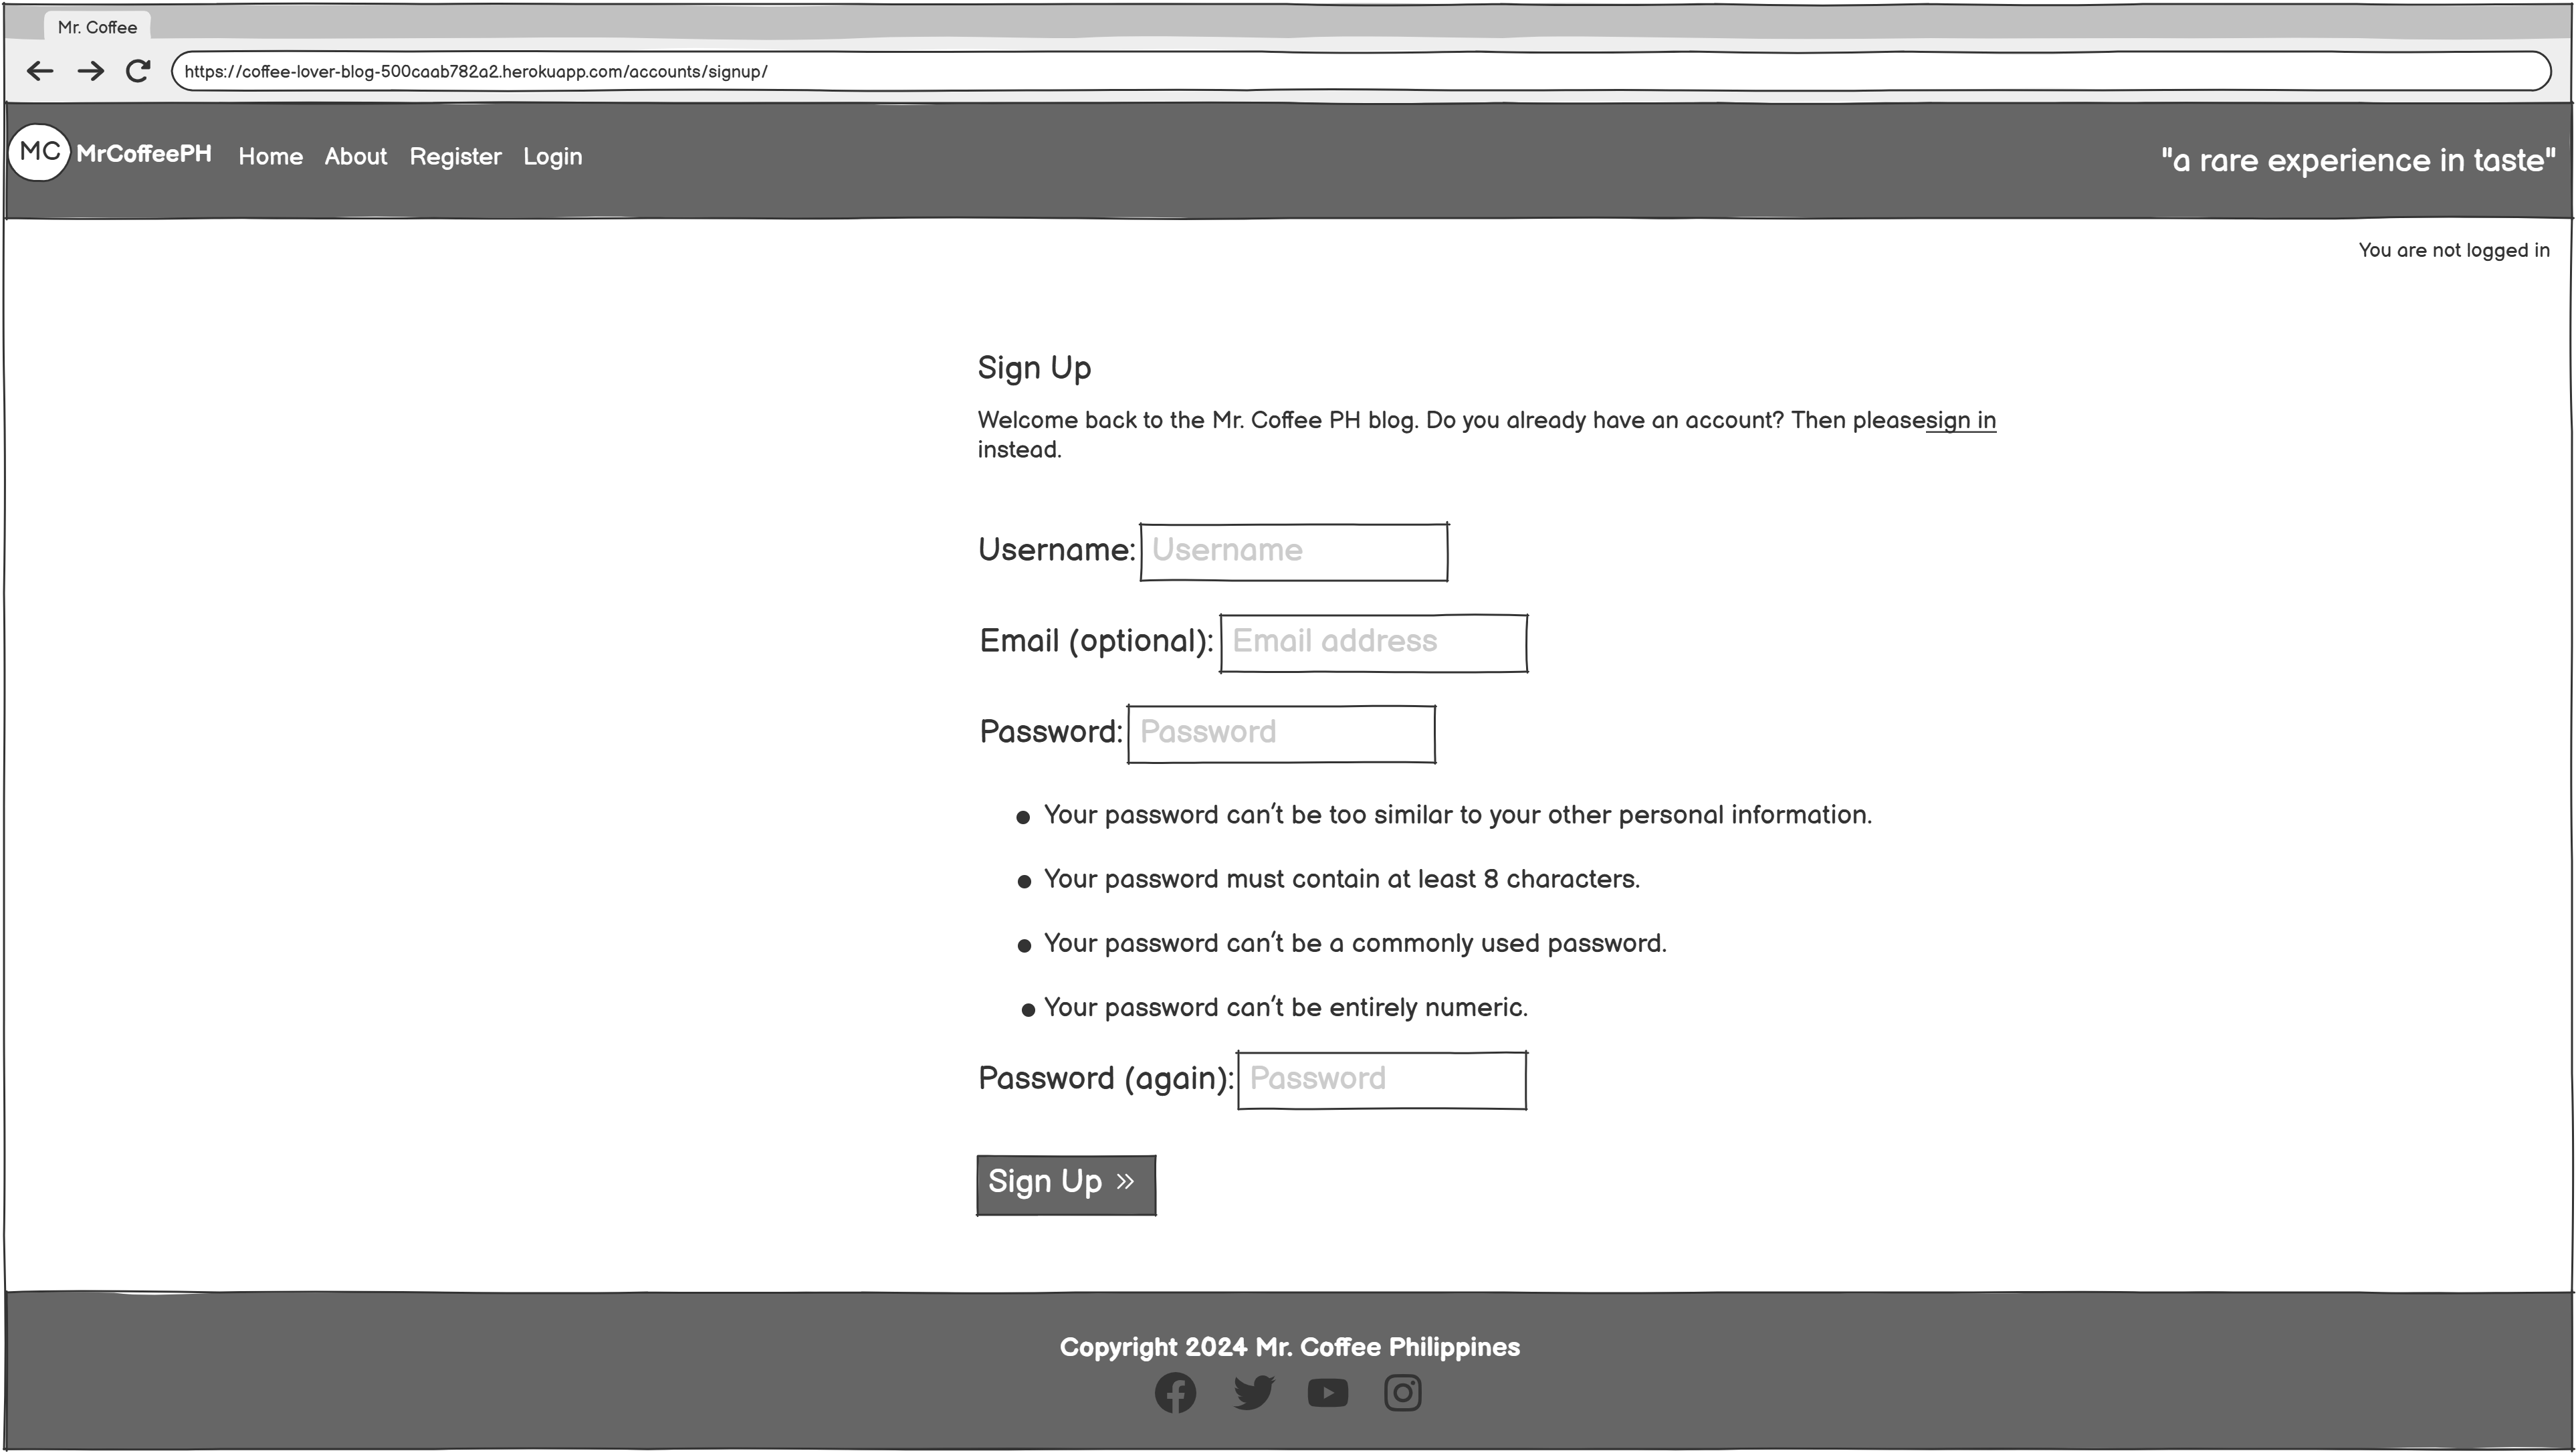 Mr. Coffee
https://coffee-lover-blog-500caab782a2.herokuapp.com/accounts/signup/
MC MrCoffeePH Home About Register Login "a rare experience in taste"
You are not logged in
Sign Up
Welcome back to the Mr. Coffee PH blog. Do you already have an account? Then pleasesign in
instead.
Username: Username
Email (optional): Email address
Password: Password
● Your password can't be too similar to your other personal information.
● Your password must contain at least 8 characters.
● Your password can't be a commonly used password.
● Your password can't be entirely numeric.
Password (again): Password
Sign Up »
Copyright 2024 Mr. Coffee Philippines